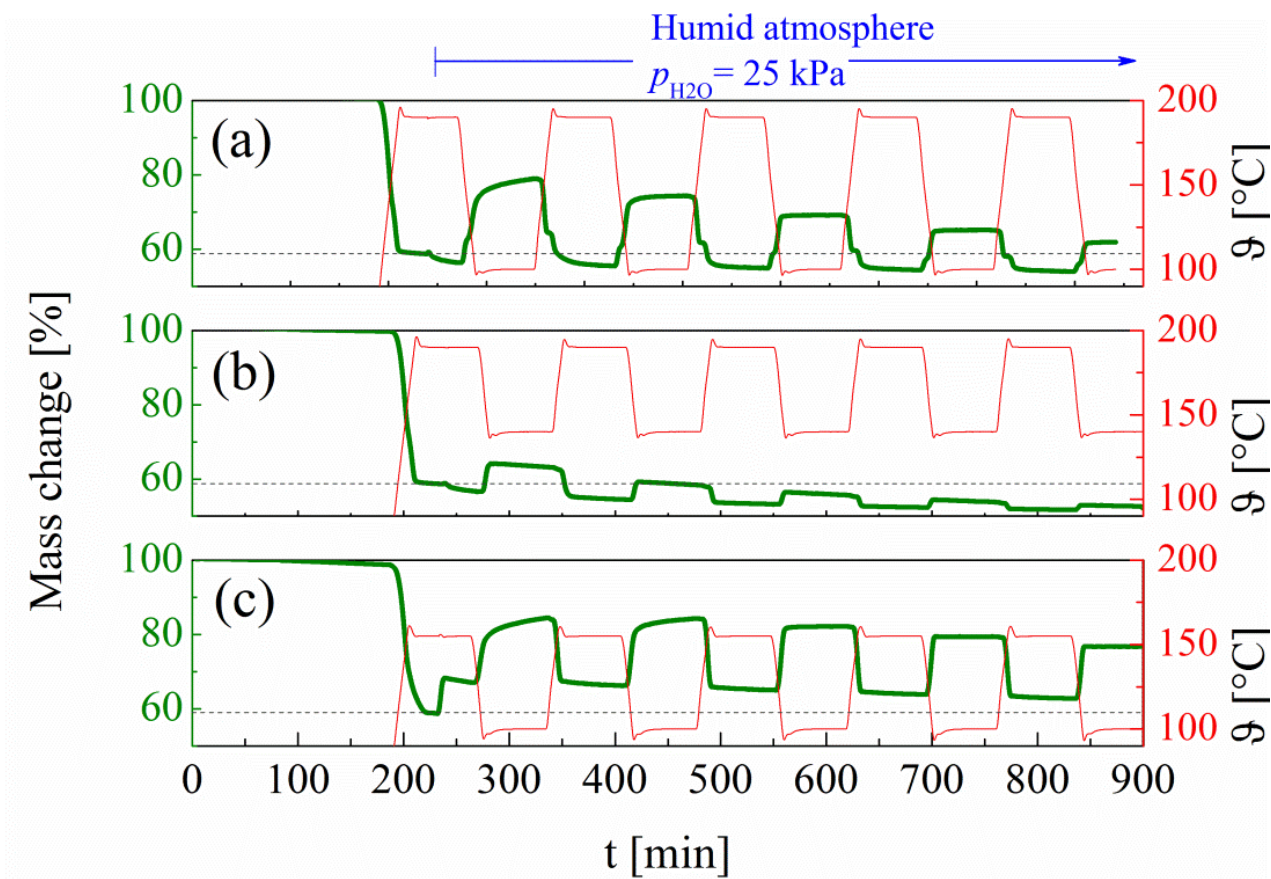 Humid atmosphere
p_H2O = 25 kPa
100 (a) 200
80 150
60 100
100 (b) 200
80 150
60 100
100 (c) 200
80 150
60 100
Mass change [%]
ϑ [°C]
ϑ [°C]
ϑ [°C]
0 100 200 300 400 500 600 700 800 900
t [min]